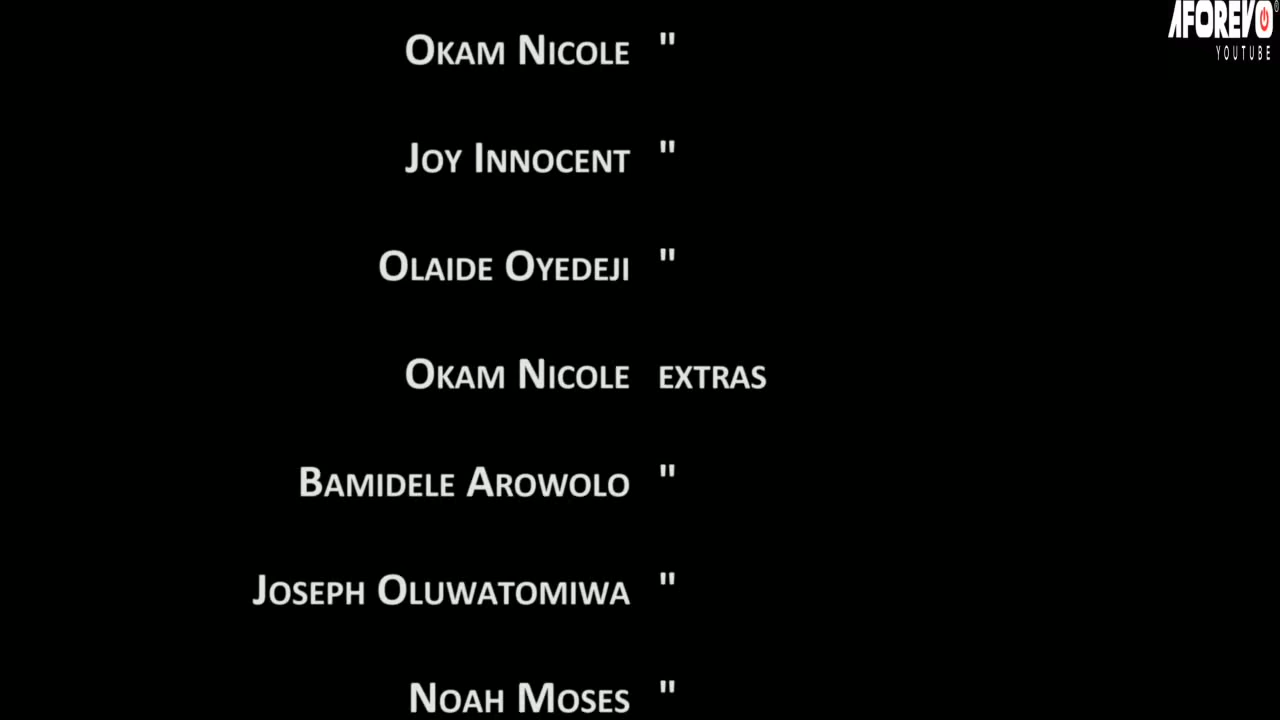 AFOREVO®
YOUTUBE
OKAM NICOLE "
JOY INNOCENT "
OLAIDE OYEDEJI "
OKAM NICOLE EXTRAS
BAMIDELE AROWOLO "
JOSEPH OLUWATOMIWA "
NOAH MOSES "